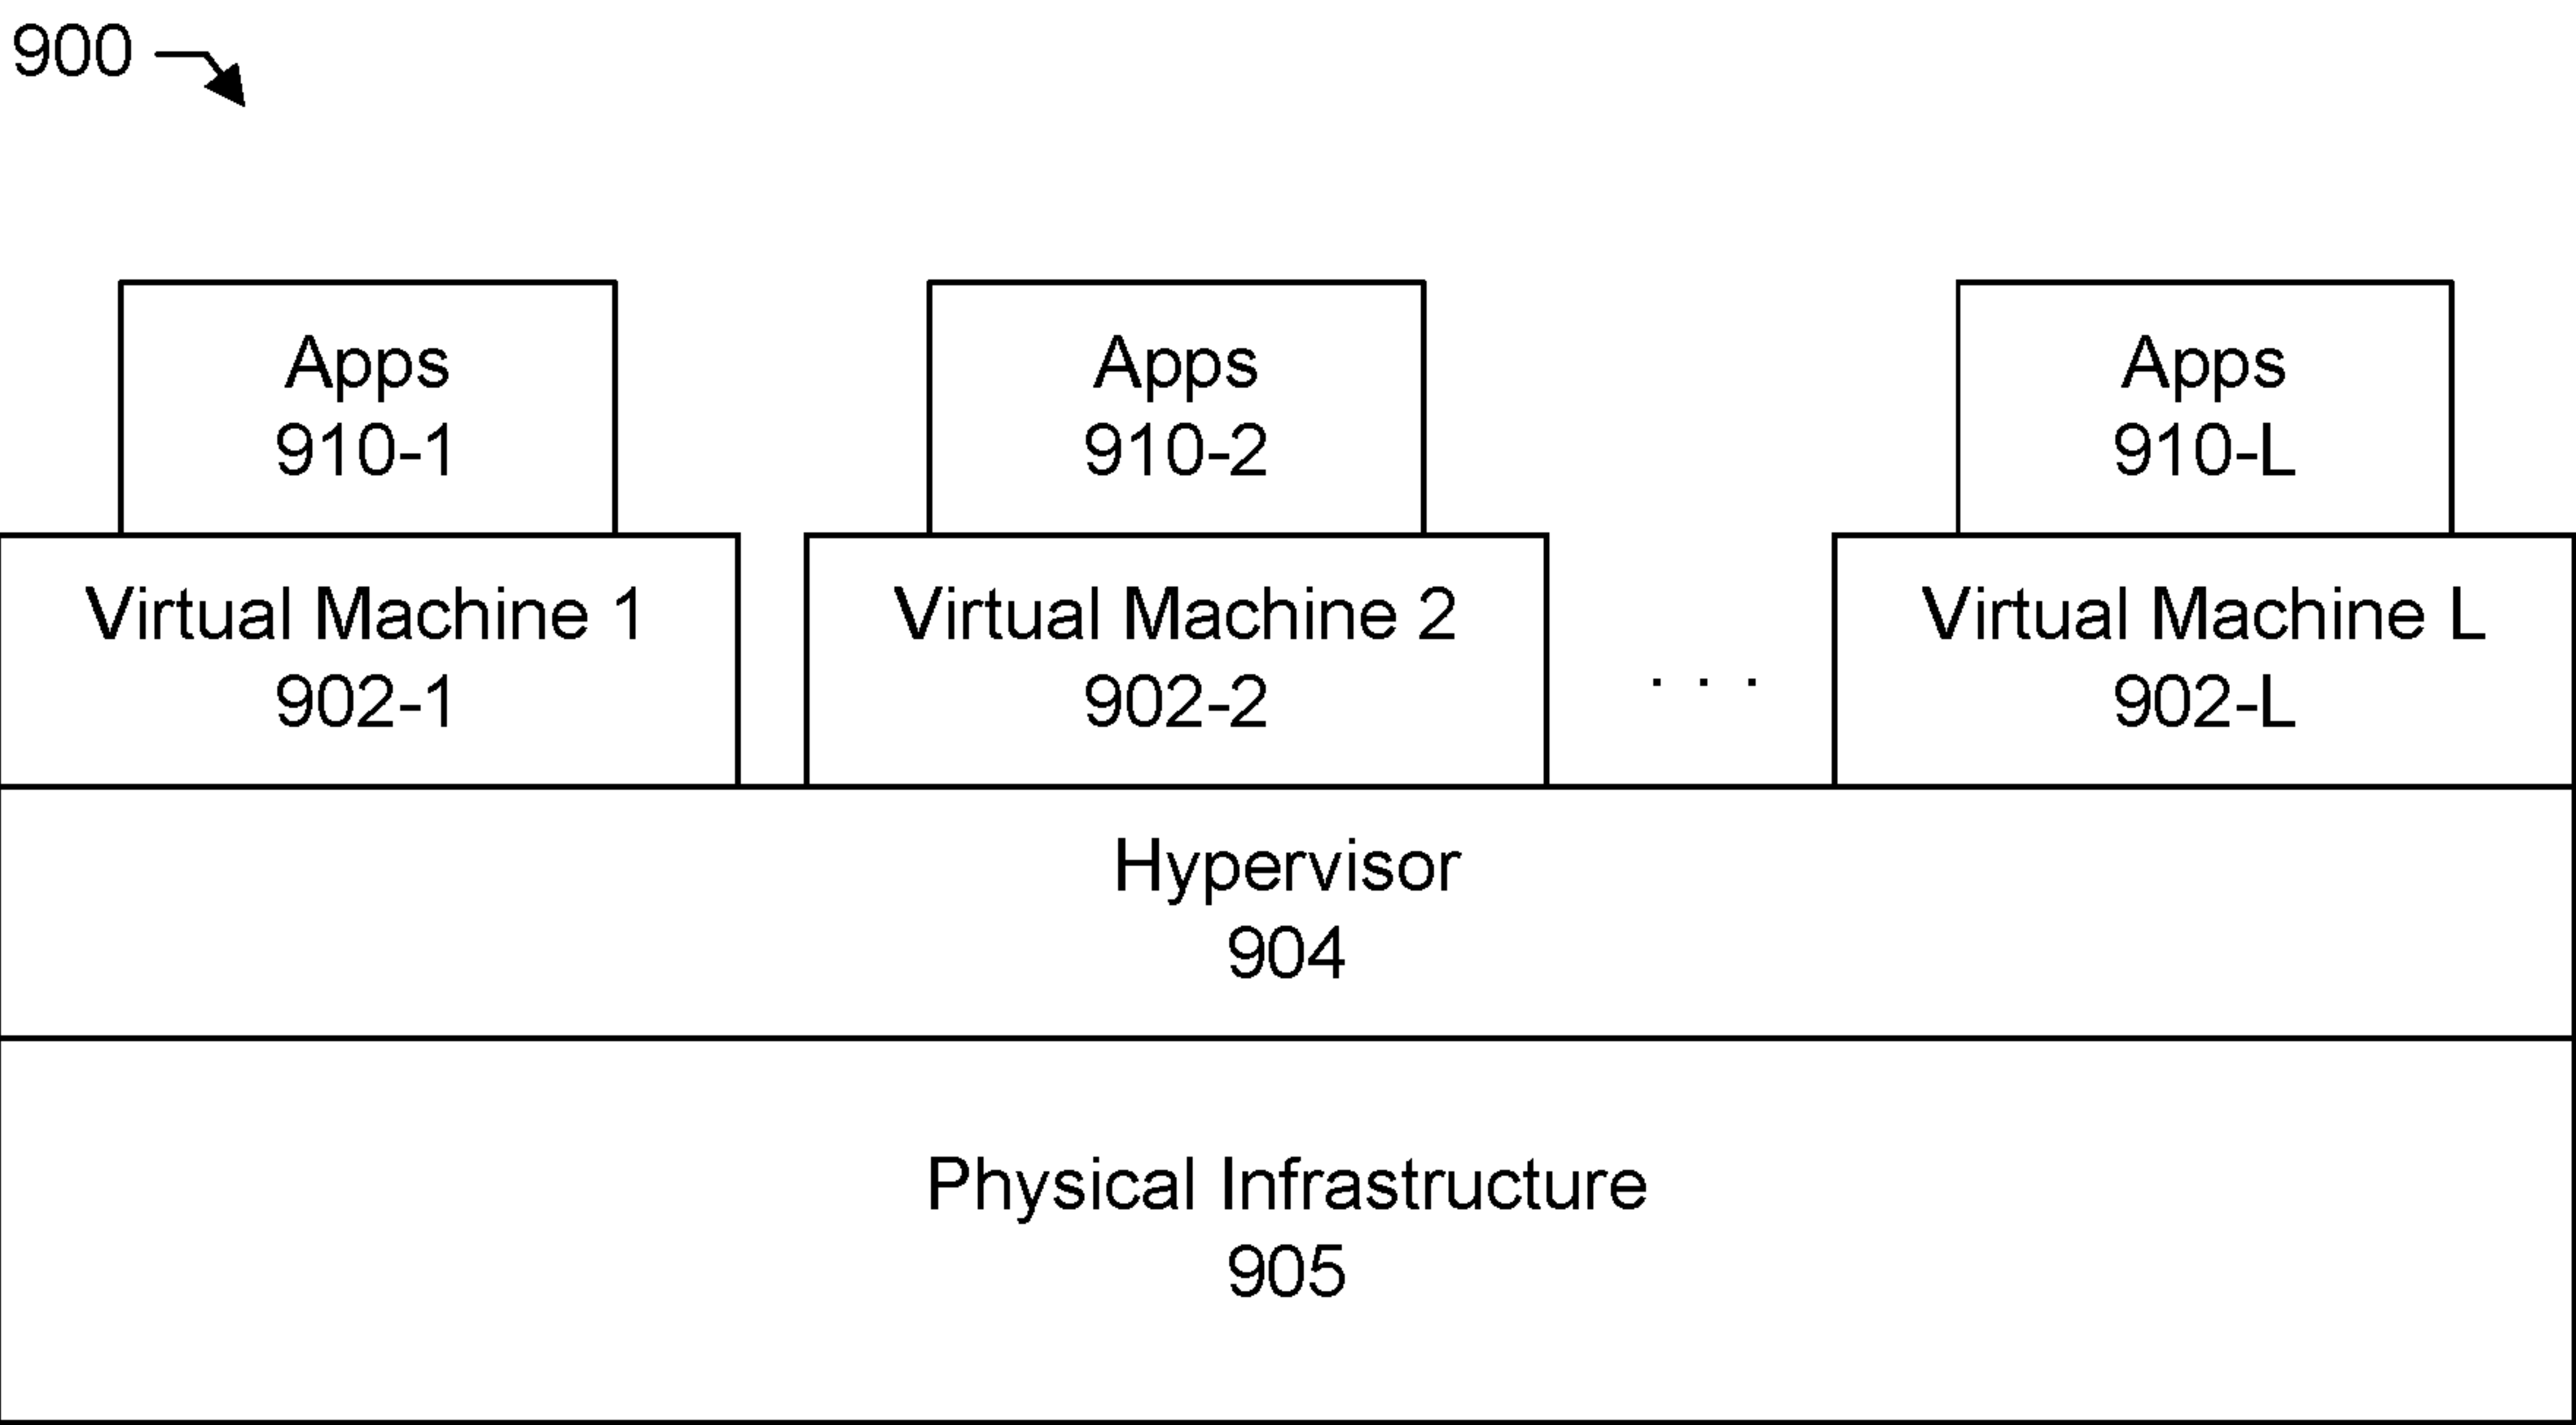 900
Apps
910-1
Apps
910-2
Apps
910-L
Virtual Machine 1
902-1
Virtual Machine 2
902-2
. . .
Virtual Machine L
902-L
Hypervisor
904
Physical Infrastructure
905